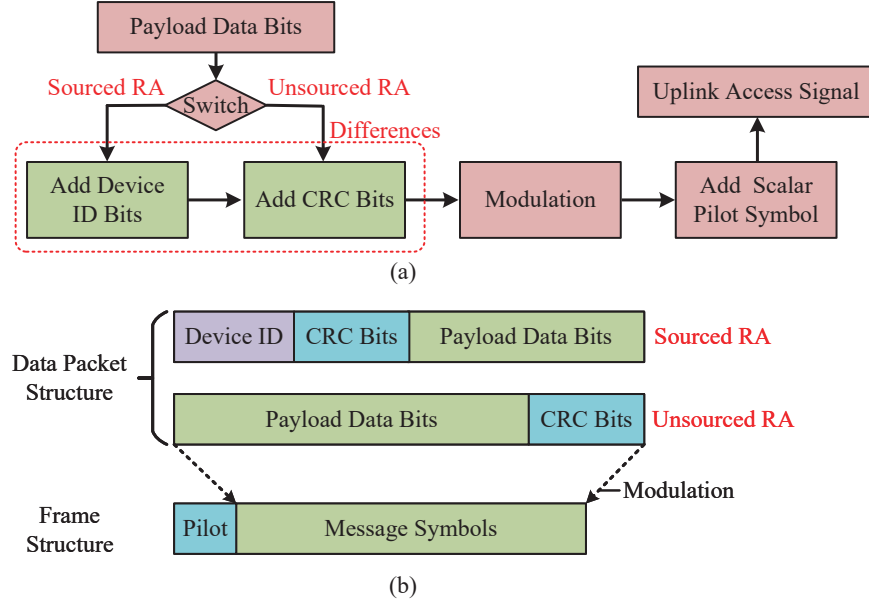 Payload Data Bits
Sourced RA
Unsourced RA
Switch
Differences
Uplink Access Signal
Add Device
ID Bits
Add CRC Bits
Modulation
Add Scalar
Pilot Symbol
(a)
Data Packet
Structure
Device ID
CRC Bits
Payload Data Bits
Sourced RA
Payload Data Bits
CRC Bits
Unsourced RA
Modulation
Frame
Structure
Pilot
Message Symbols
(b)